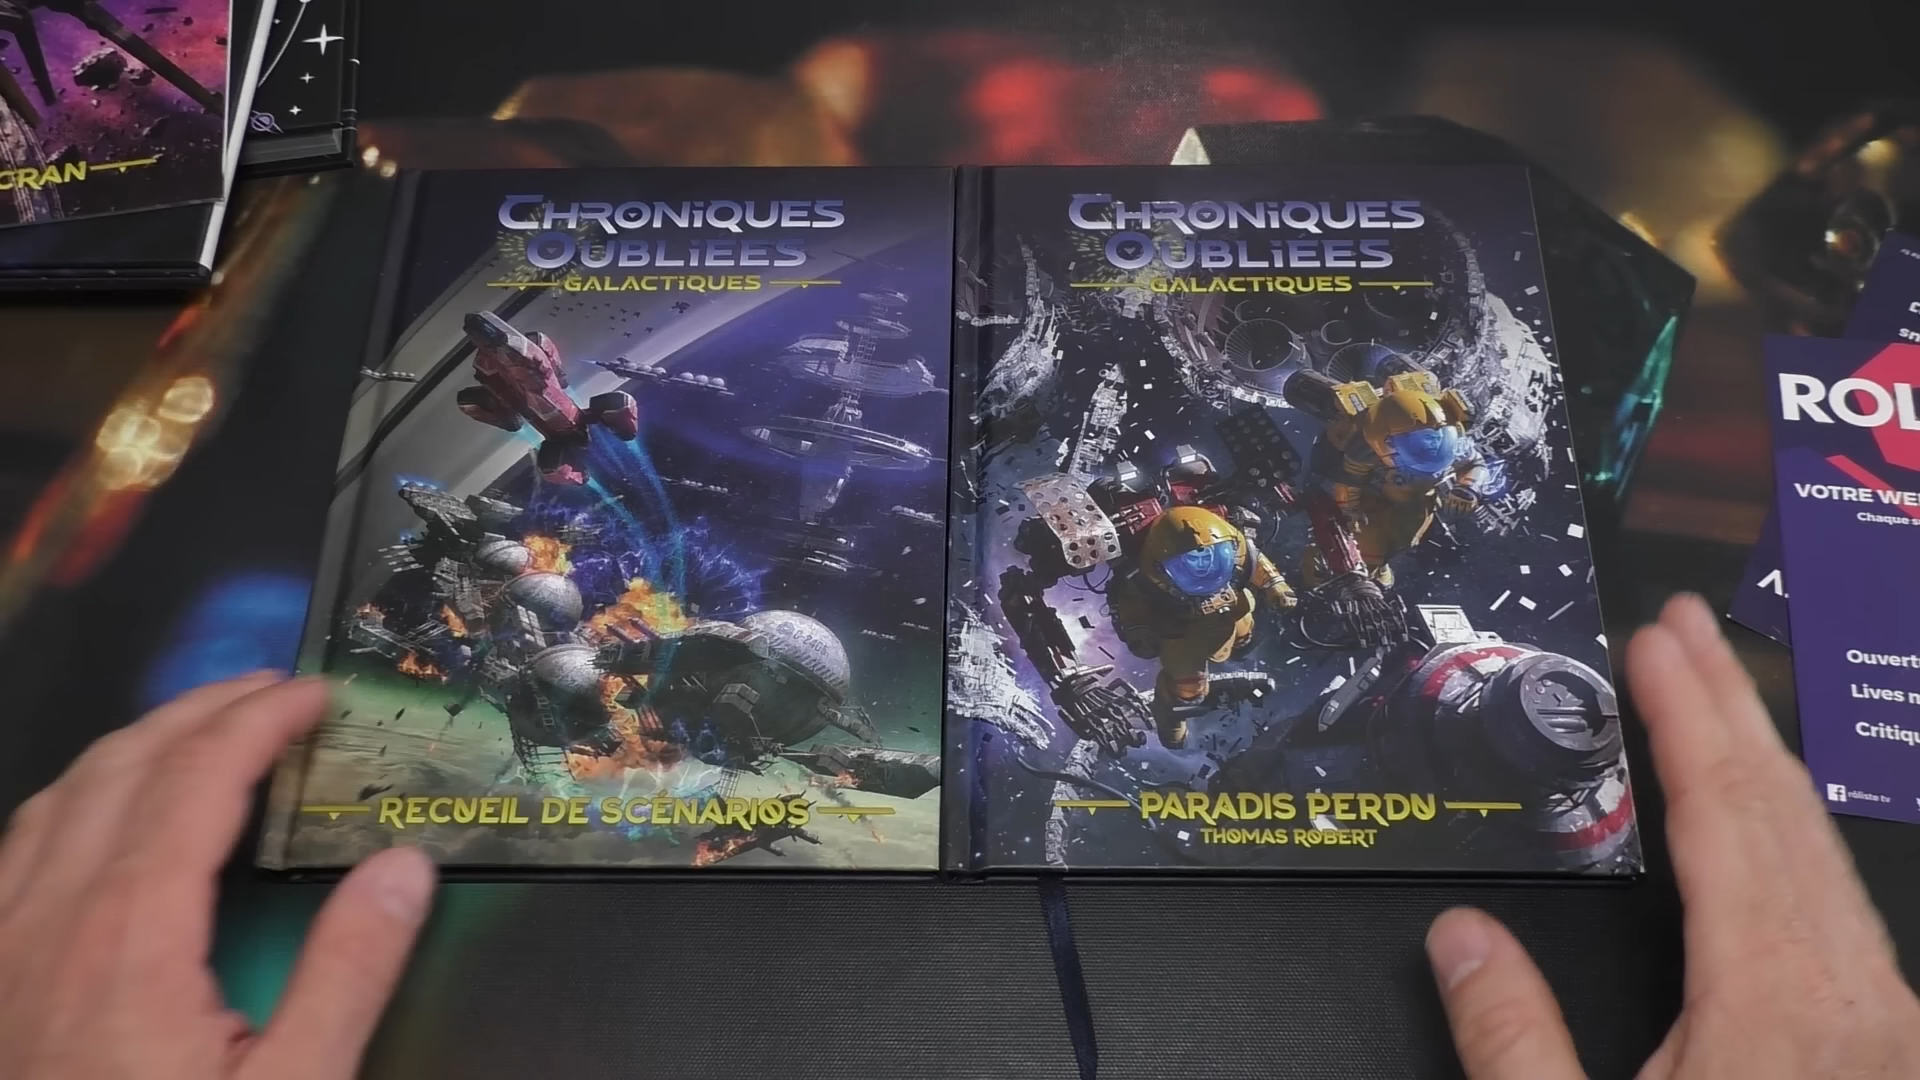 CHRONIQUES
OUBLIÉES
GALACTIQUES
RECUEIL DE SCÉNARIOS
CHRONIQUES
OUBLIÉES
GALACTIQUES
PARADIS PERDU
THOMAS ROBERT
CRAN
ROL
VOTRE WE
Chaque s
Ouvert
Lives n
Critiqu
rôliste tv